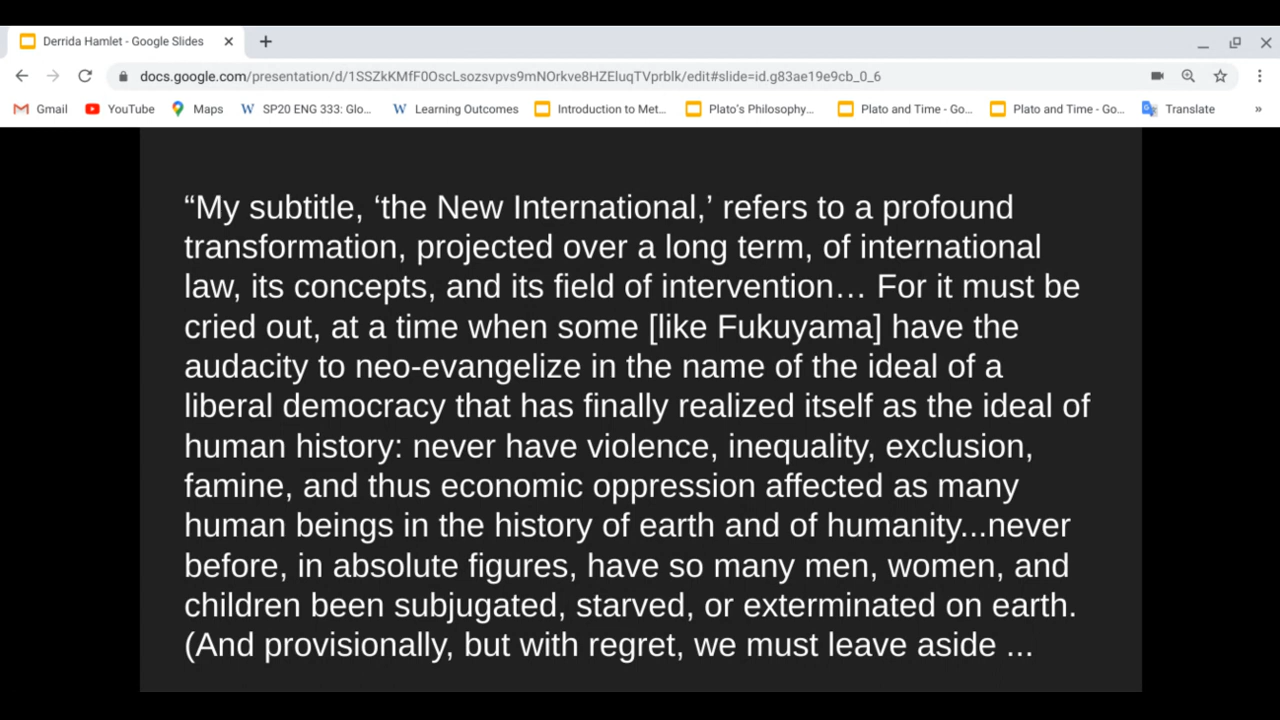 Derrida Hamlet - Google Slides
docs.google.com/presentation/d/1SSZkKMfF0OscLsozsvpvs9mNOrkve8HZEluqTVprblk/edit#slide=id.g83ae19e9cb_0_6
Gmail YouTube Maps SP20 ENG 333: Glo... Learning Outcomes Introduction to Met... Plato's Philosophy... Plato and Time - Go... Plato and Time - Go... Translate »
“My subtitle, ‘the New International,’ refers to a profound
transformation, projected over a long term, of international
law, its concepts, and its field of intervention… For it must be
cried out, at a time when some [like Fukuyama] have the
audacity to neo-evangelize in the name of the ideal of a
liberal democracy that has finally realized itself as the ideal of
human history: never have violence, inequality, exclusion,
famine, and thus economic oppression affected as many
human beings in the history of earth and of humanity...never
before, in absolute figures, have so many men, women, and
children been subjugated, starved, or exterminated on earth.
(And provisionally, but with regret, we must leave aside ...